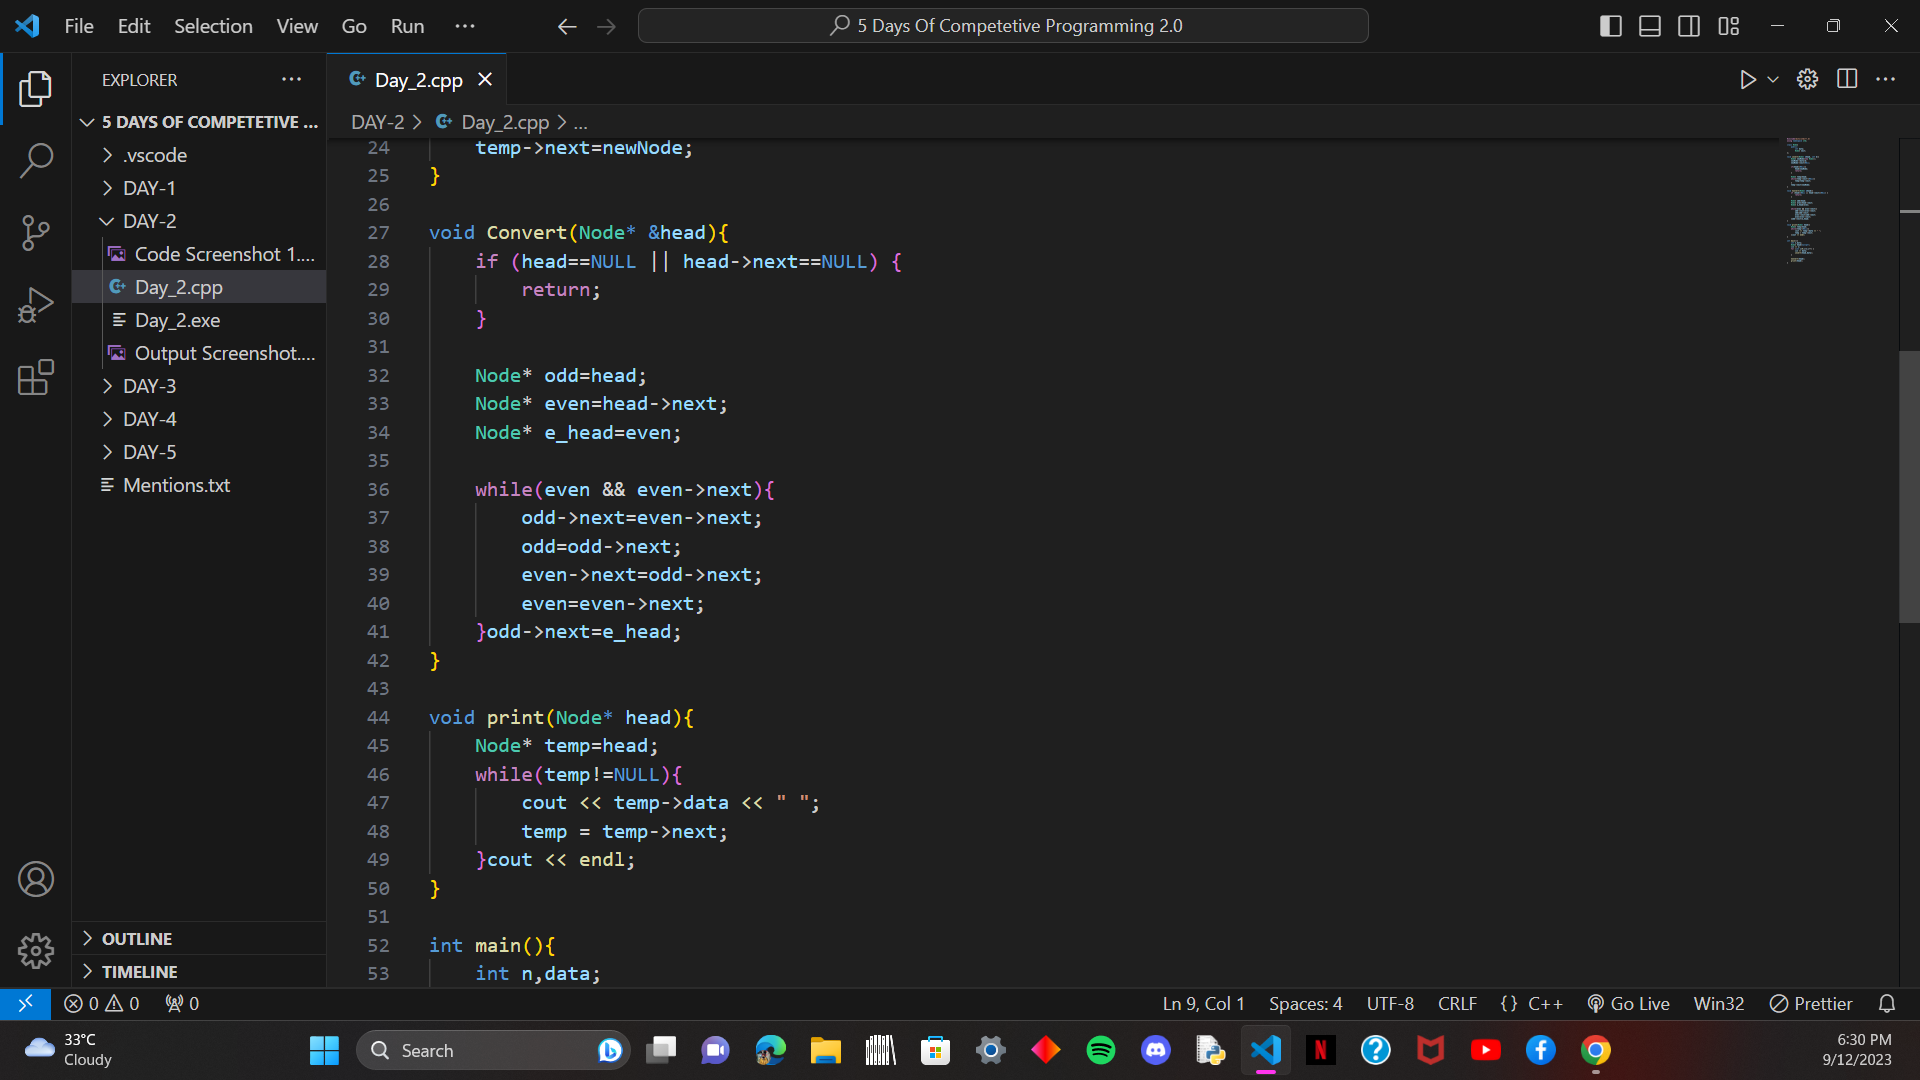 File Edit Selection View Go Run ···
5 Days Of Competetive Programming 2.0
EXPLORER ···
5 DAYS OF COMPETETIVE ...
.vscode
DAY-1
DAY-2
Code Screenshot 1....
Day_2.cpp
Day_2.exe
Output Screenshot....
DAY-3
DAY-4
DAY-5
Mentions.txt
OUTLINE
TIMELINE
Day_2.cpp
DAY-2 > Day_2.cpp > ...
24 temp->next=newNode;
25 }
26
27 void Convert(Node* &head){
28 if (head==NULL || head->next==NULL) {
29 return;
30 }
31
32 Node* odd=head;
33 Node* even=head->next;
34 Node* e_head=even;
35
36 while(even && even->next){
37 odd->next=even->next;
38 odd=odd->next;
39 even->next=odd->next;
40 even=even->next;
41 }odd->next=e_head;
42 }
43
44 void print(Node* head){
45 Node* temp=head;
46 while(temp!=NULL){
47 cout << temp->data << " ";
48 temp = temp->next;
49 }cout << endl;
50 }
51
52 int main(){
53 int n,data;
0 0 0 Ln 9, Col 1 Spaces: 4 UTF-8 CRLF {} C++ Go Live Win32 Prettier
33°C
Cloudy
Search
6:30 PM
9/12/2023